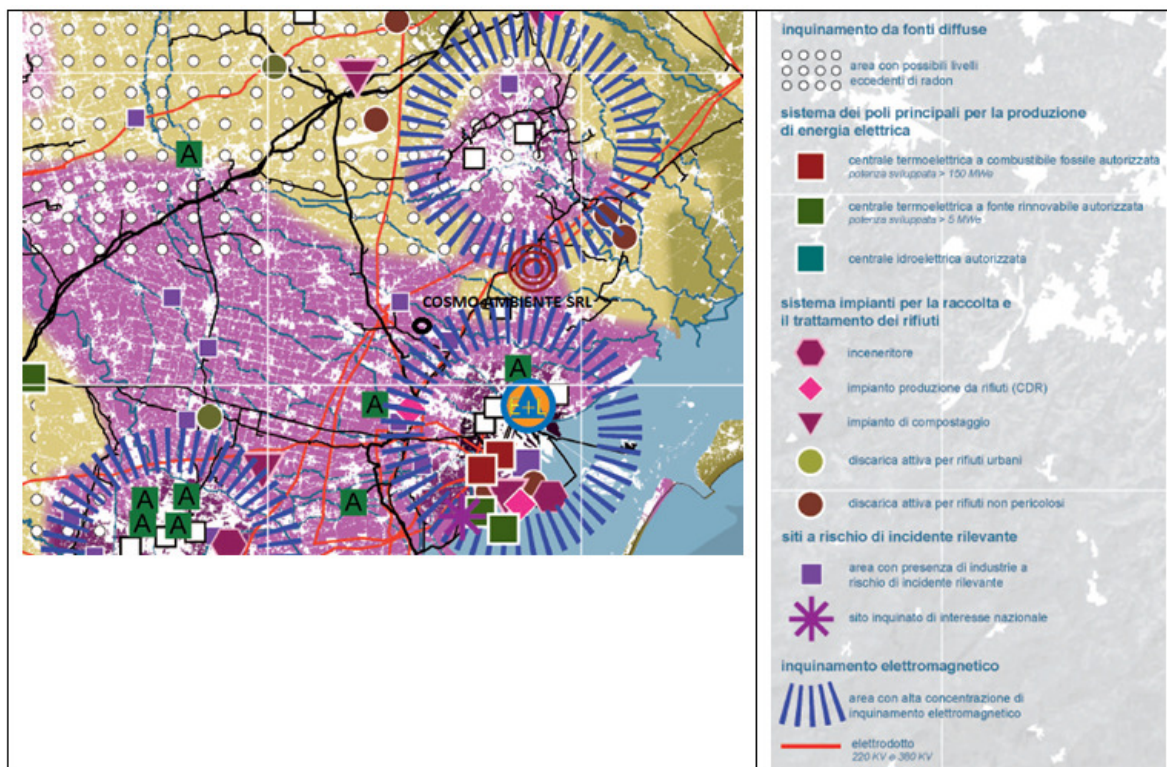 A
COSMO AMBIENTE SRL
A
A
E+L
A
A
A
A
A
inquinamento da fonti diffuse
area con possibili livelli
eccedenti di radon
sistema dei poli principali per la produzione
di energia elettrica
centrale termoelettrica a combustibile fossile autorizzata
potenza sviluppata > 150 MWe
centrale termoelettrica a fonte rinnovabile autorizzata
potenza sviluppata > 5 MWe
centrale idroelettrica autorizzata
sistema impianti per la raccolta e
il trattamento dei rifiuti
inceneritore
impianto produzione da rifiuti (CDR)
impianto di compostaggio
discarica attiva per rifiuti urbani
discarica attiva per rifiuti non pericolosi
siti a rischio di incidente rilevante
area con presenza di industrie a
rischio di incidente rilevante
sito inquinato di interesse nazionale
inquinamento elettromagnetico
area con alta concentrazione di
inquinamento elettromagnetico
elettrodotto
220 KV e 380 KV